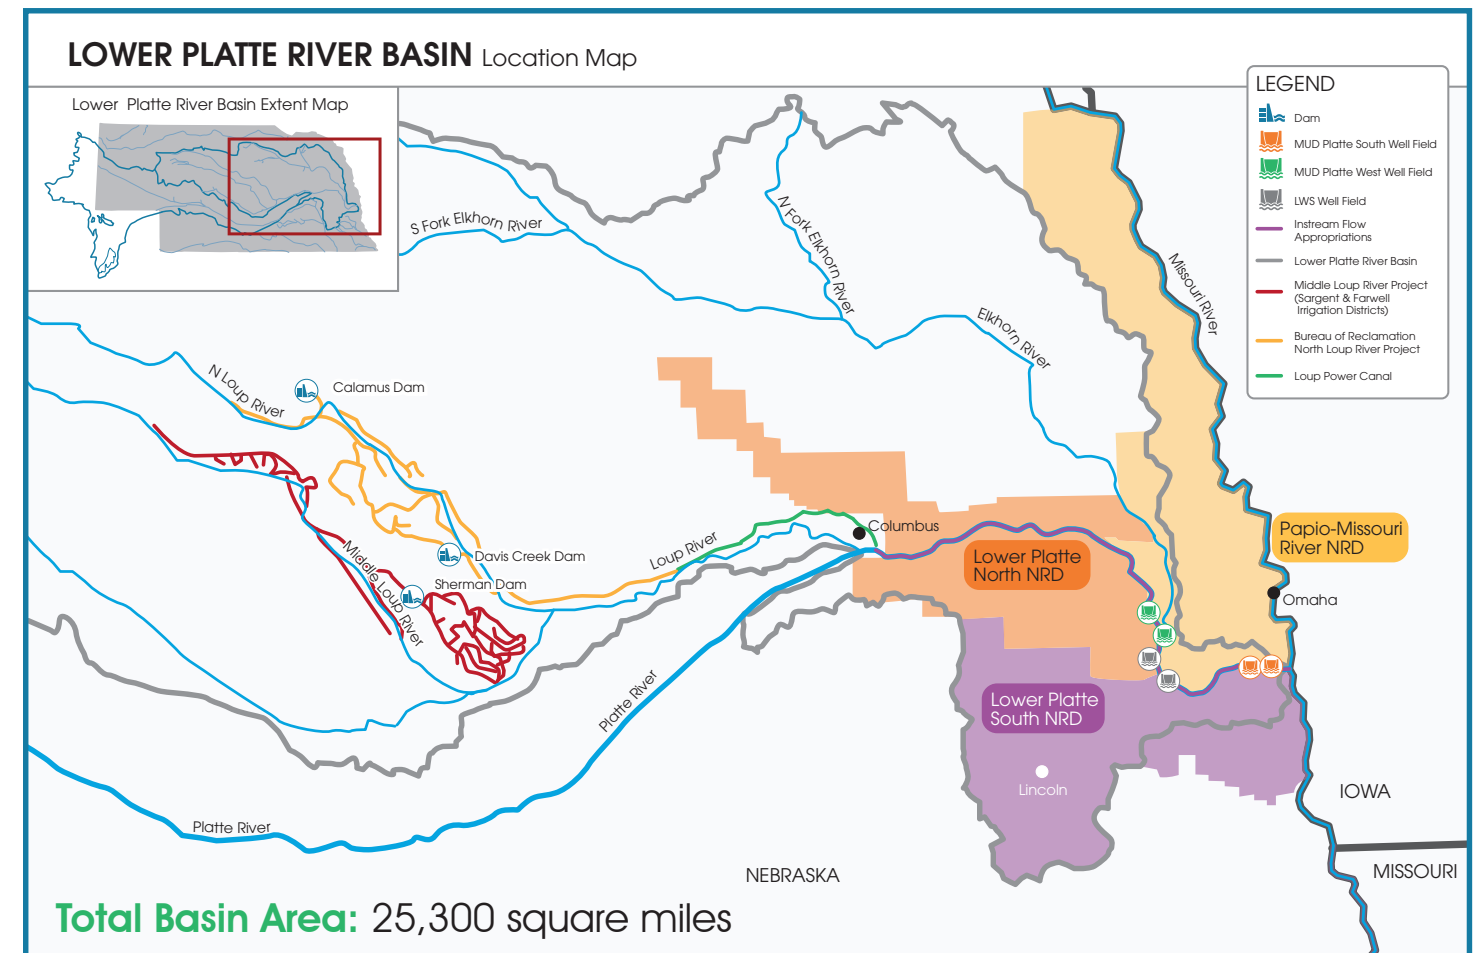 LOWER PLATTE RIVER BASIN Location Map
Lower Platte River Basin Extent Map
LEGEND
Dam
MUD Platte South Well Field
MUD Platte West Well Field
LWS Well Field
Instream Flow
Appropriations
Lower Platte River Basin
Middle Loup River Project
(Sargent & Farwell
Irrigation Districts)
Bureau of Reclamation
North Loup River Project
Loup Power Canal
S Fork Elkhorn River
N Fork Elkhorn River
Missouri River
Elkhorn River
N Loup River
Calamus Dam
Columbus
Loup River
Davis Creek Dam
Sherman Dam
Middle Loup River
Lower Platte
North NRD
Papio-Missouri
River NRD
Omaha
Lower Platte
South NRD
Platte River
Lincoln
Platte River
IOWA
NEBRASKA
MISSOURI
Total Basin Area: 25,300 square miles